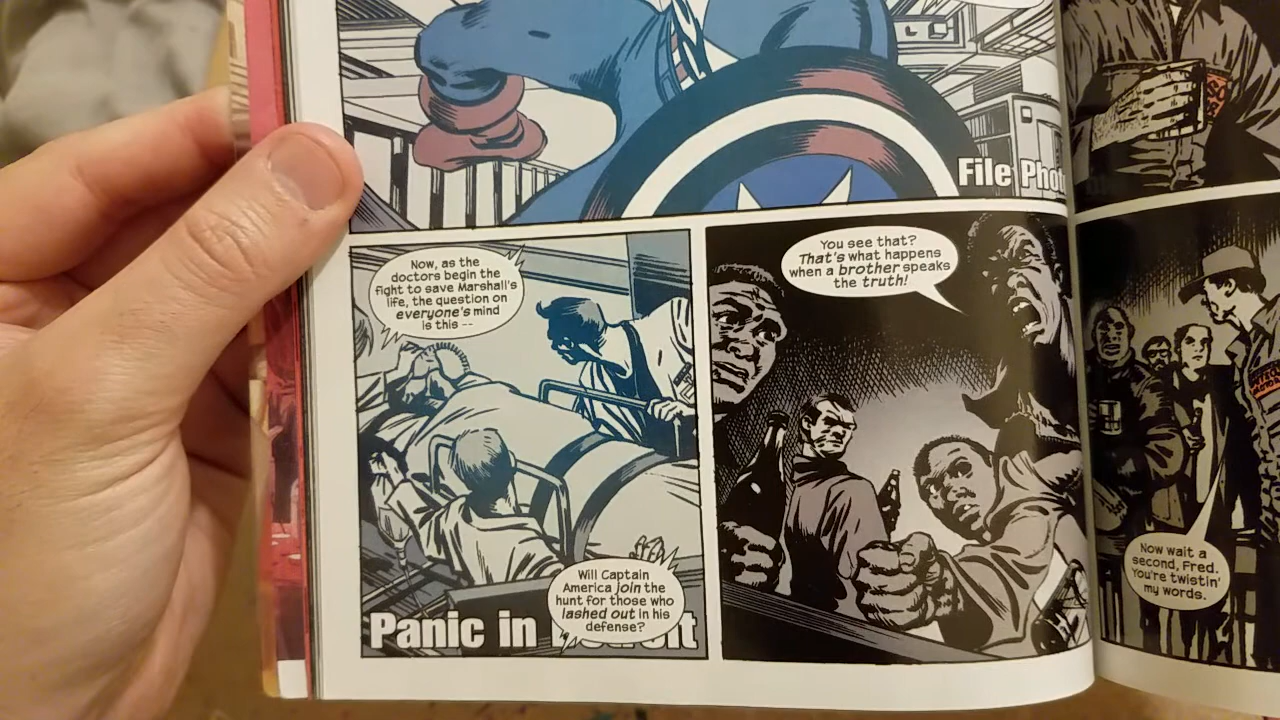 File Phot
Now, as the
doctors begin the
fight to save Marshall's
life, the question on
everyone's mind
is this --
Will Captain
America join the
hunt for those who
lashed out in his
defense?
Panic in
You see that?
That's what happens
when a brother speaks
the truth!
Now wait a
second, Fred.
You're twistin'
my words.